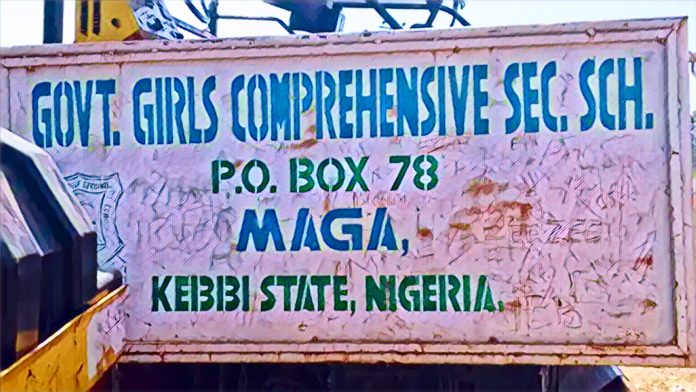 GOVT. GIRLS COMPREHENSIVE SEC. SCH.
P.O. BOX 78
MAGA,
KEBBI STATE, NIGERIA.